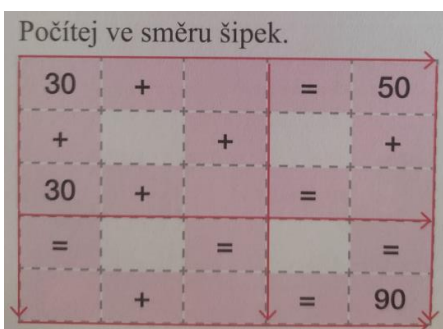 Počítej ve směru šipek.
30 + = 50
+ + +
30 + =
= = =
+ = 90